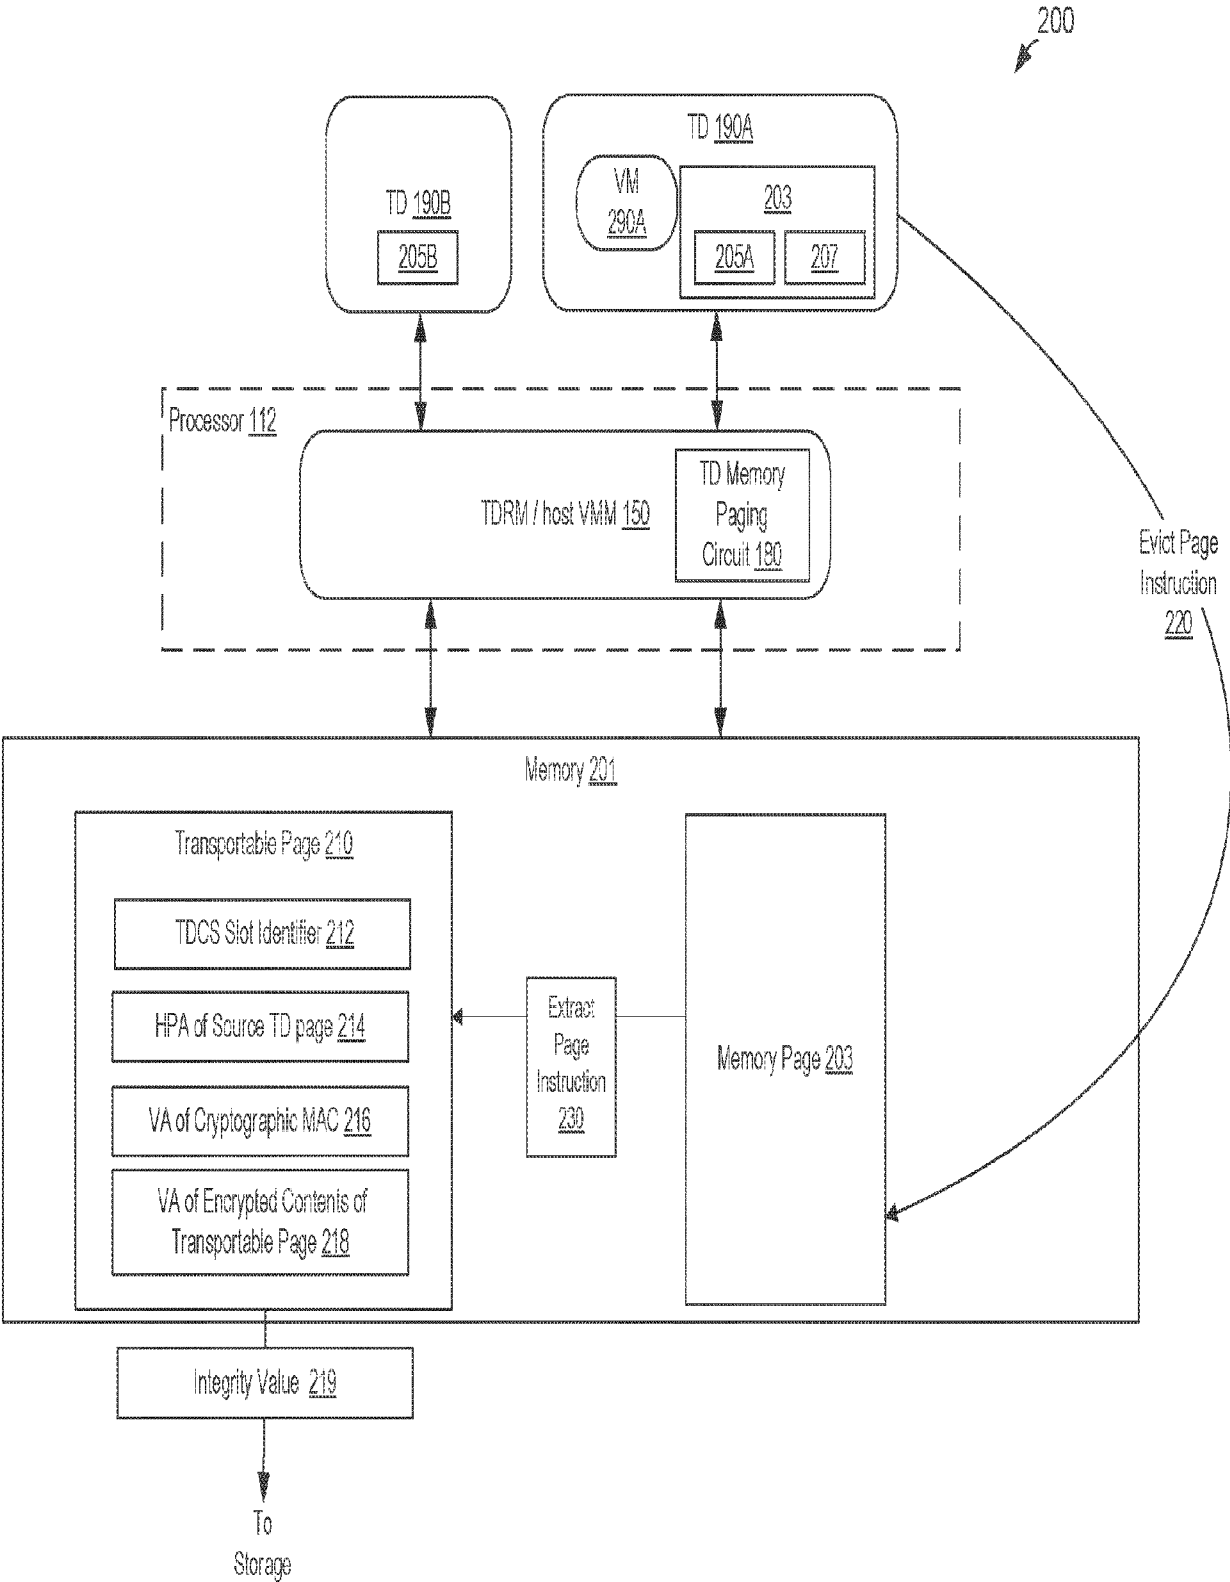 200
TD 190A
VM
290A
203
205A
207
TD 190B
205B
Processor 112
TDRM / host VMM 150
TD Memory
Paging
Circuit 180
Evict Page
Instruction
220
Memory 201
Transportable Page 210
TDCS Slot Identifier 212
HPA of Source TD page 214
VA of Cryptographic MAC 216
VA of Encrypted Contents of
Transportable Page 218
Extract
Page
Instruction
230
Memory Page 203
Integrity Value 219
To
Storage